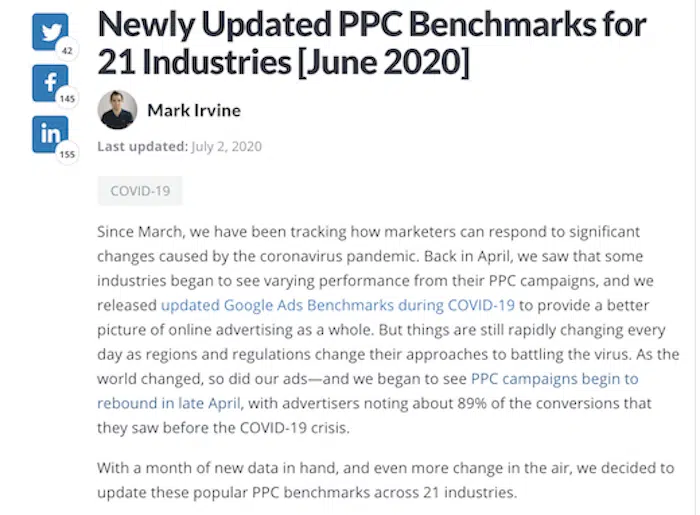 Newly Updated PPC Benchmarks for
21 Industries [June 2020]
42
145
in
155
Mark Irvine
Last updated: July 2, 2020
COVID-19
Since March, we have been tracking how marketers can respond to significant
changes caused by the coronavirus pandemic. Back in April, we saw that some
industries began to see varying performance from their PPC campaigns, and we
released updated Google Ads Benchmarks during COVID-19 to provide a better
picture of online advertising as a whole. But things are still rapidly changing every
day as regions and regulations change their approaches to battling the virus. As the
world changed, so did our ads—and we began to see PPC campaigns begin to
rebound in late April, with advertisers noting about 89% of the conversions that
they saw before the COVID-19 crisis.
With a month of new data in hand, and even more change in the air, we decided to
update these popular PPC benchmarks across 21 industries.